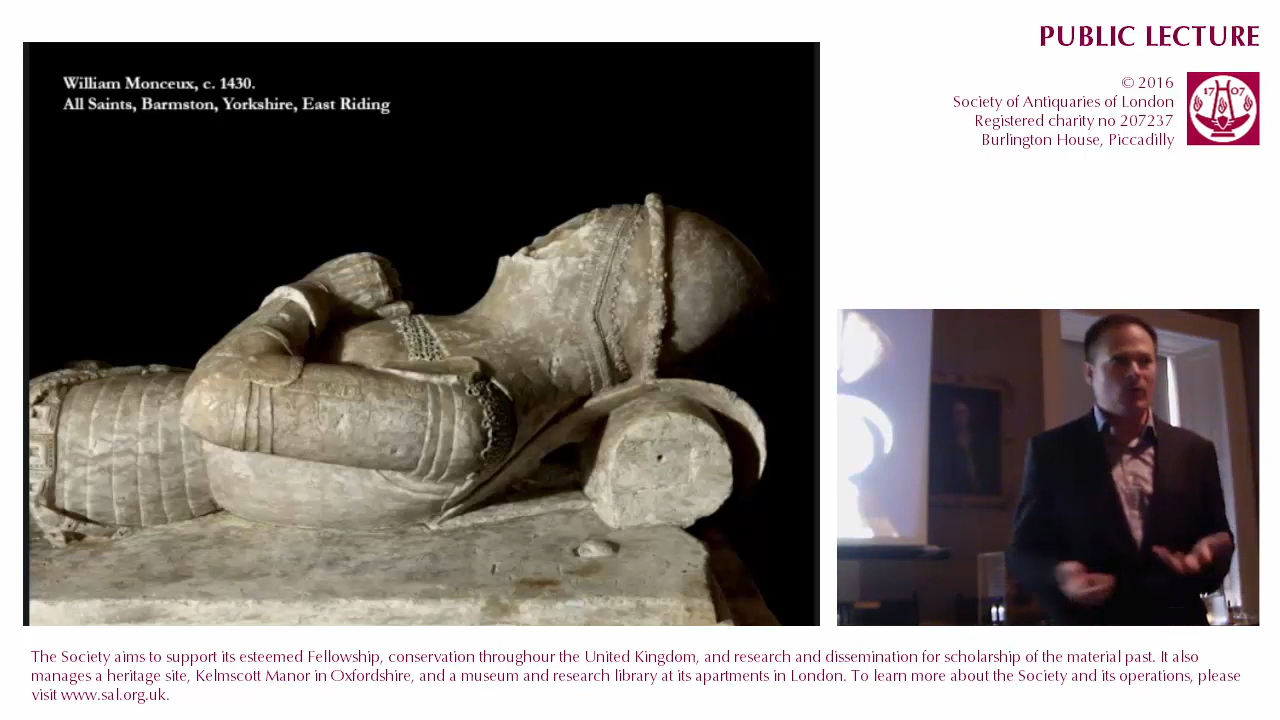 William Monceux, c. 1430.
All Saints, Barmston, Yorkshire, East Riding
PUBLIC LECTURE
© 2016
Society of Antiquaries of London
Registered charity no 207237
Burlington House, Piccadilly
17 07
The Society aims to support its esteemed Fellowship, conservation throughour the United Kingdom, and research and dissemination for scholarship of the material past. It also
manages a heritage site, Kelmscott Manor in Oxfordshire, and a museum and research library at its apartments in London. To learn more about the Society and its operations, please
visit www.sal.org.uk.